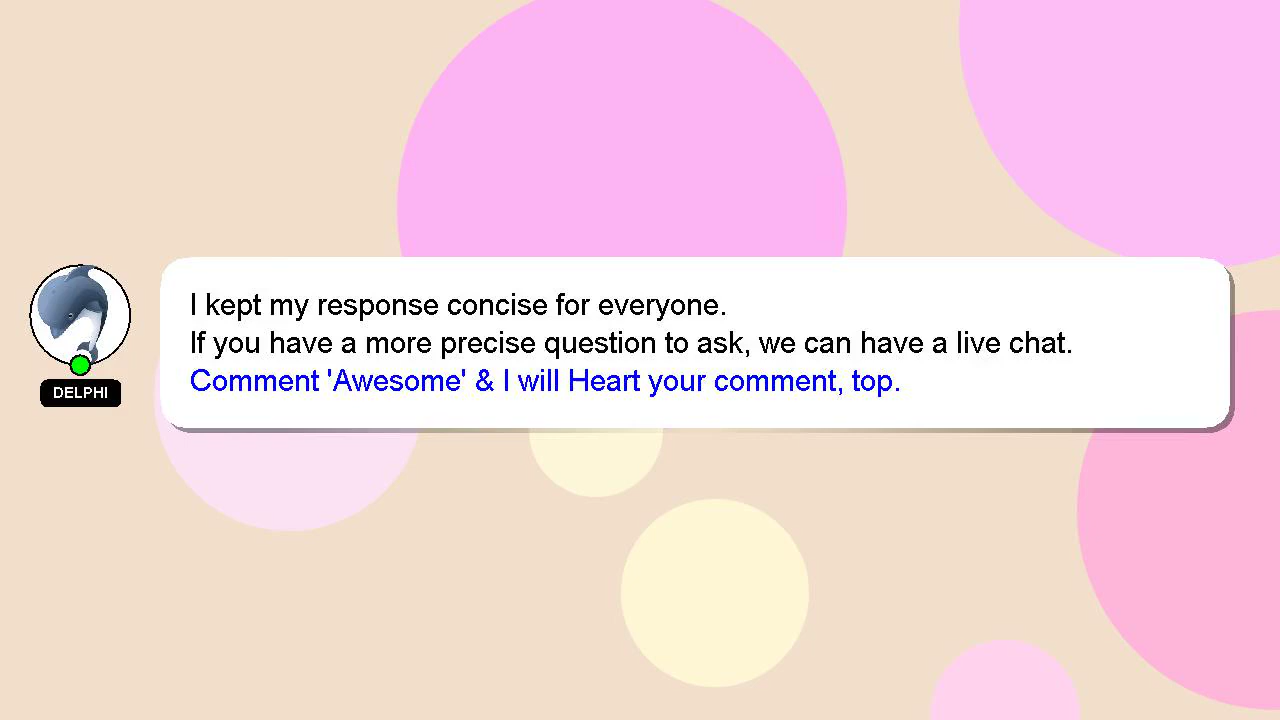 I kept my response concise for everyone.
If you have a more precise question to ask, we can have a live chat.
Comment 'Awesome' & I will Heart your comment, top.
DELPHI